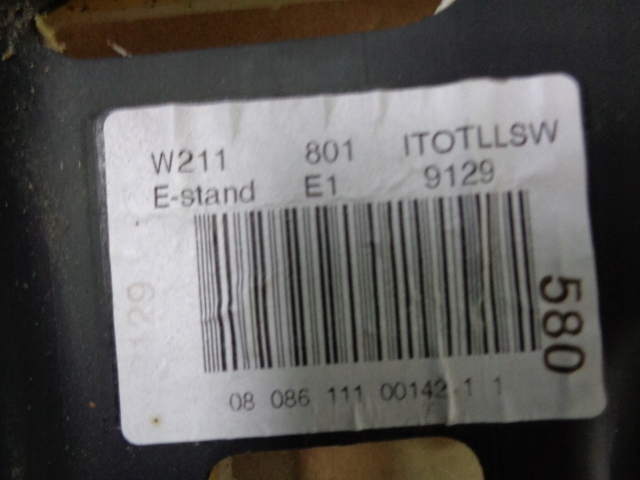 W211 801 ITOTLLSW
E-stand E1 9129
580
08 086 111 00142 1 1